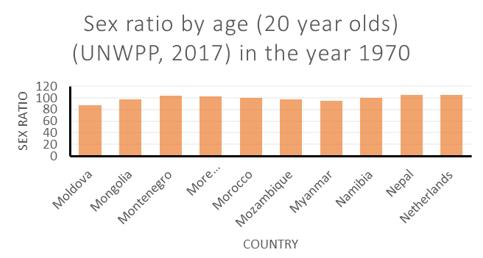 Sex ratio by age (20 year olds)
(UNWPP, 2017) in the year 1970
SEX RATIO
120
100
80
60
40
20
0
Moldova
Mongolia
Montenegro
More...
Morocco
Mozambique
Myanmar
Namibia
Nepal
Netherlands
COUNTRY